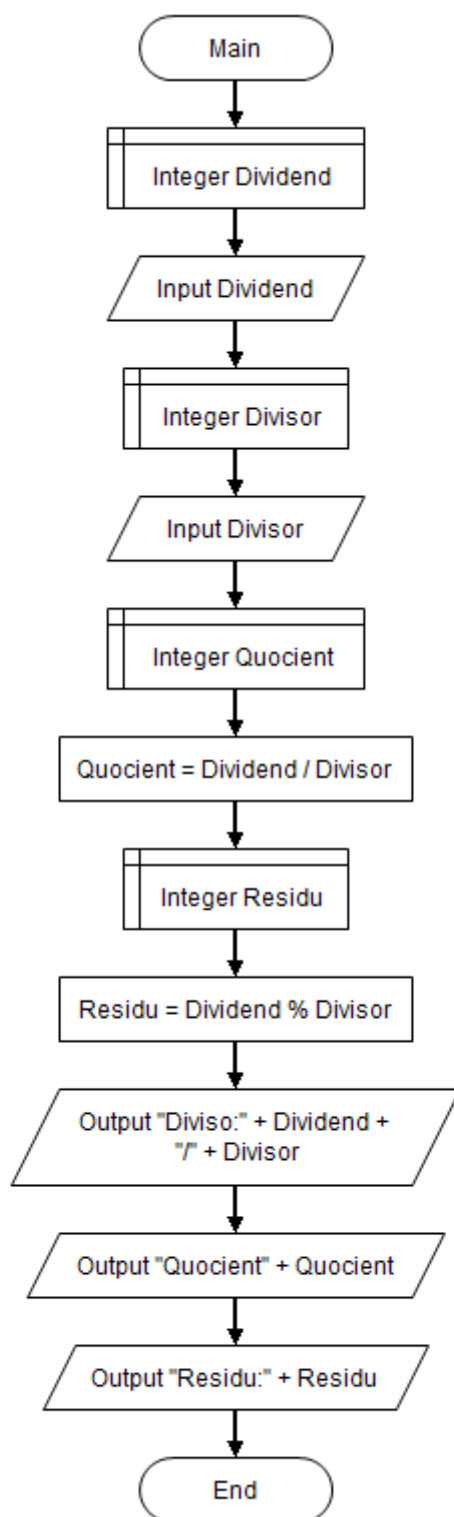 Main
Integer Dividend
Input Dividend
Integer Divisor
Input Divisor
Integer Quocient
Quocient = Dividend / Divisor
Integer Residu
Residu = Dividend % Divisor
Output "Diviso:" + Dividend +
"/" + Divisor
Output "Quocient" + Quocient
Output "Residu:" + Residu
End